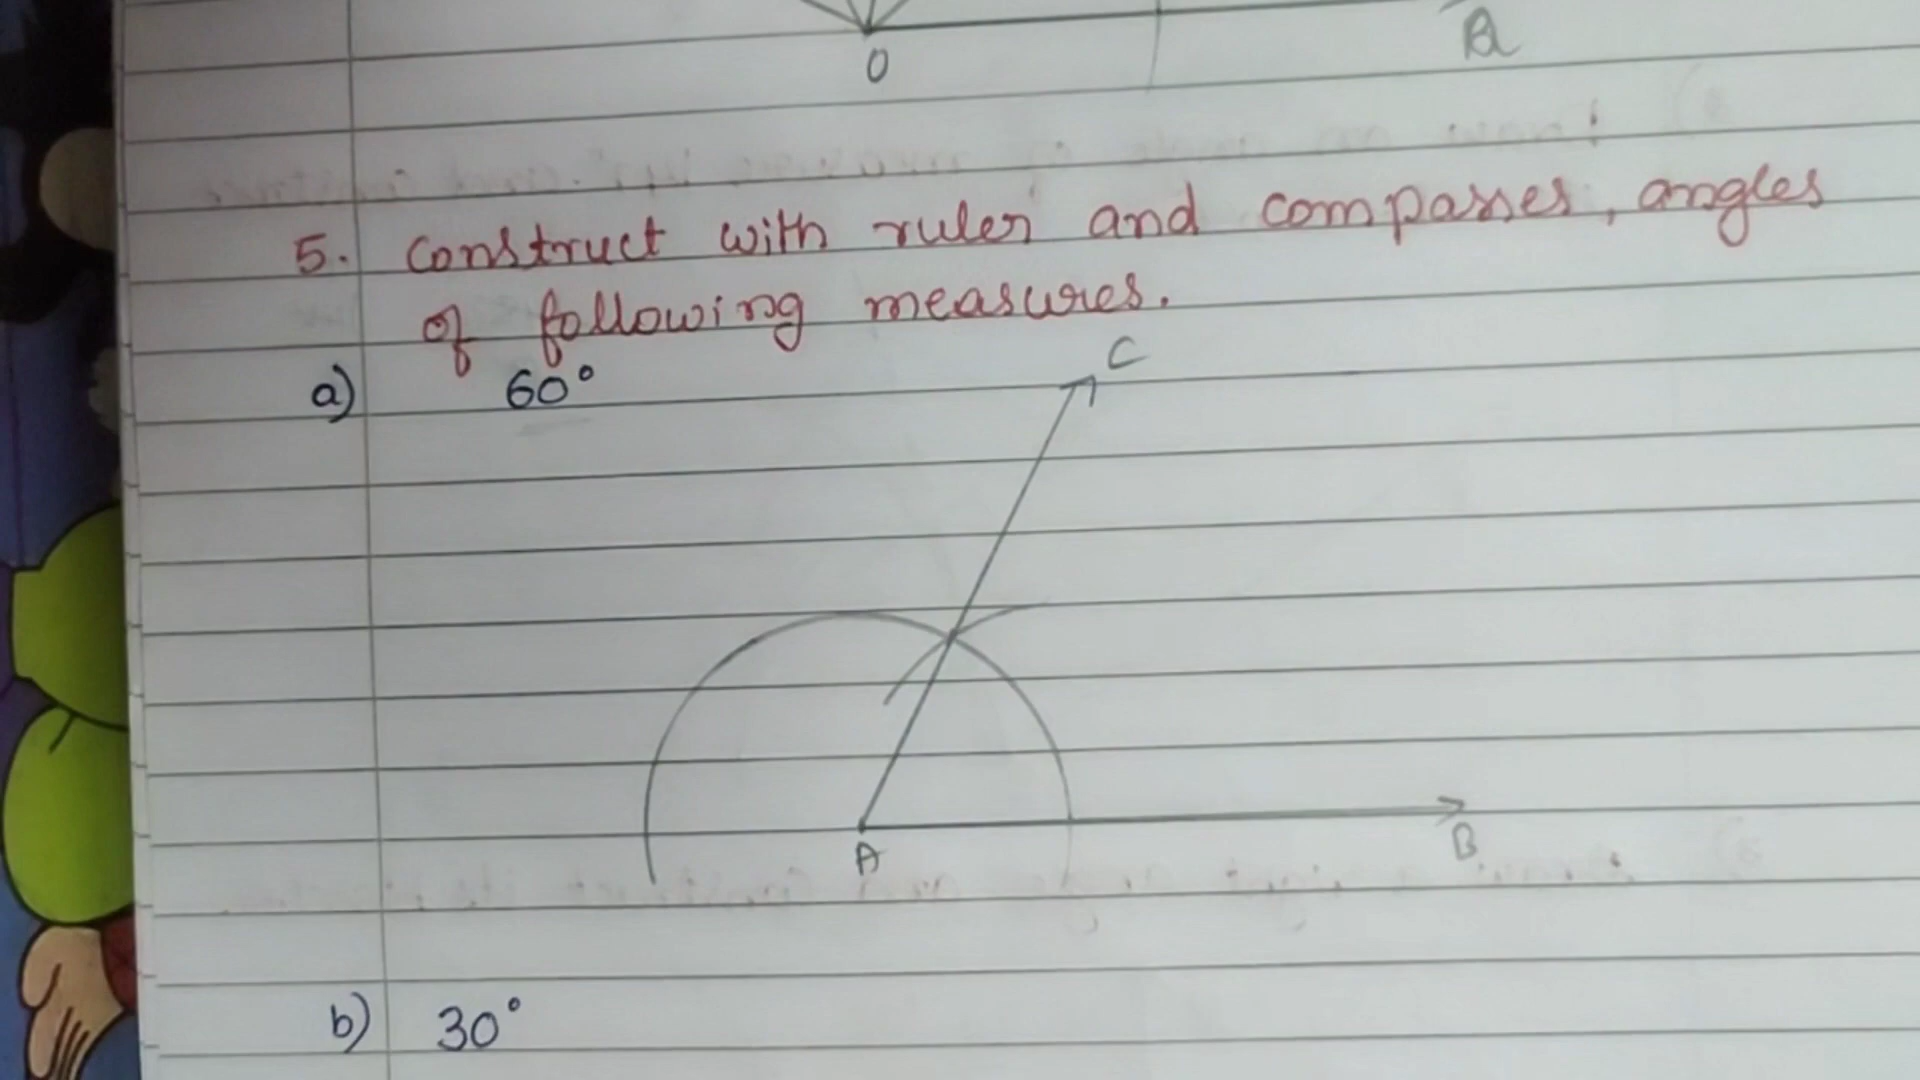 O
5. Construct with ruler and compasses, angles
of following measures.
C
a) 60°
A
B
b) 30°